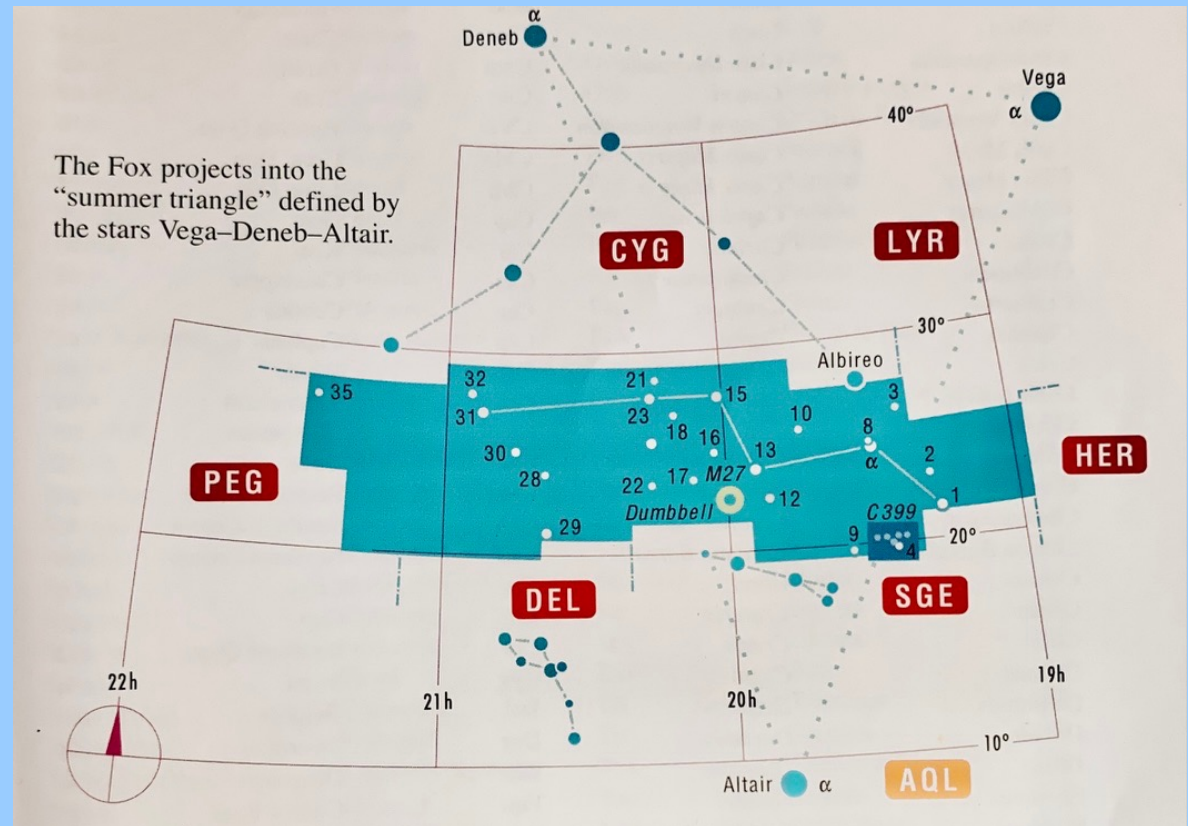 α
Deneb
Vega
α
40°
The Fox projects into the
“summer triangle” defined by
the stars Vega–Deneb–Altair.
CYG
LYR
30°
Albireo
35
32
21
15
3
31
23
10
18
16
8
30
13
α
2
28
22
17
M27
PEG
HER
12
1
Dumbbell
C399
29
9
4
20°
DEL
SGE
22h
21h
20h
19h
10°
Altair
α
AQL